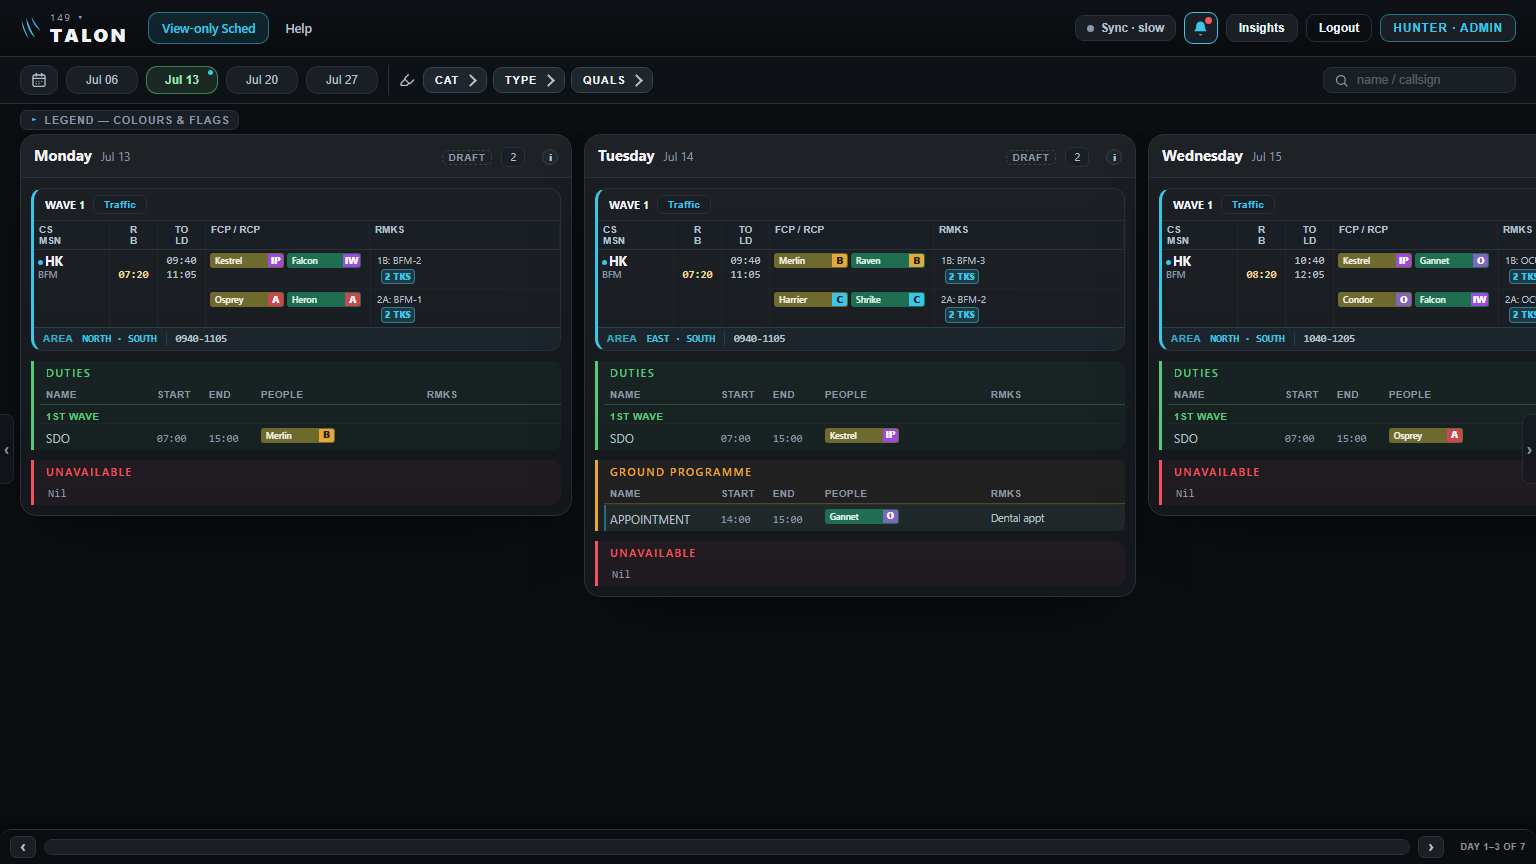 149 ▾
TALON
View-only Sched
Help
Sync · slow
Insights
Logout
HUNTER · ADMIN
Jul 06
Jul 13
Jul 20
Jul 27
CAT
TYPE
QUALS
name / callsign
LEGEND — COLOURS & FLAGS
Monday Jul 13
DRAFT 2 i
WAVE 1 Traffic
CS R TO FCP / RCP RMKS
MSN B LD
HK 09:40 Kestrel IP Falcon IW 1B: BFM-2
BFM 07:20 11:05 2 TKS
Osprey A Heron A 2A: BFM-1
2 TKS
AREA NORTH · SOUTH 0940-1105
DUTIES
NAME START END PEOPLE RMKS
1ST WAVE
SDO 07:00 15:00 Merlin B
UNAVAILABLE
Nil
Tuesday Jul 14
DRAFT 2 i
WAVE 1 Traffic
CS R TO FCP / RCP RMKS
MSN B LD
HK 09:40 Merlin B Raven B 1B: BFM-3
BFM 07:20 11:05 2 TKS
Harrier C Shrike C 2A: BFM-2
2 TKS
AREA EAST · SOUTH 0940-1105
DUTIES
NAME START END PEOPLE RMKS
1ST WAVE
SDO 07:00 15:00 Kestrel IP
GROUND PROGRAMME
NAME START END PEOPLE RMKS
APPOINTMENT 14:00 15:00 Gannet O Dental appt
UNAVAILABLE
Nil
Wednesday Jul 15
WAVE 1 Traffic
CS R TO FCP / RCP RMKS
MSN B LD
HK 10:40 Kestrel IP Gannet O 1B:
BFM 08:20 12:05 2 TKS
Condor O Falcon IW 2A:
2 TKS
AREA NORTH · SOUTH 1040-1205
DUTIES
NAME START END PEOPLE
1ST WAVE
SDO 07:00 15:00 Osprey A
UNAVAILABLE
Nil
DAY 1–3 OF 7